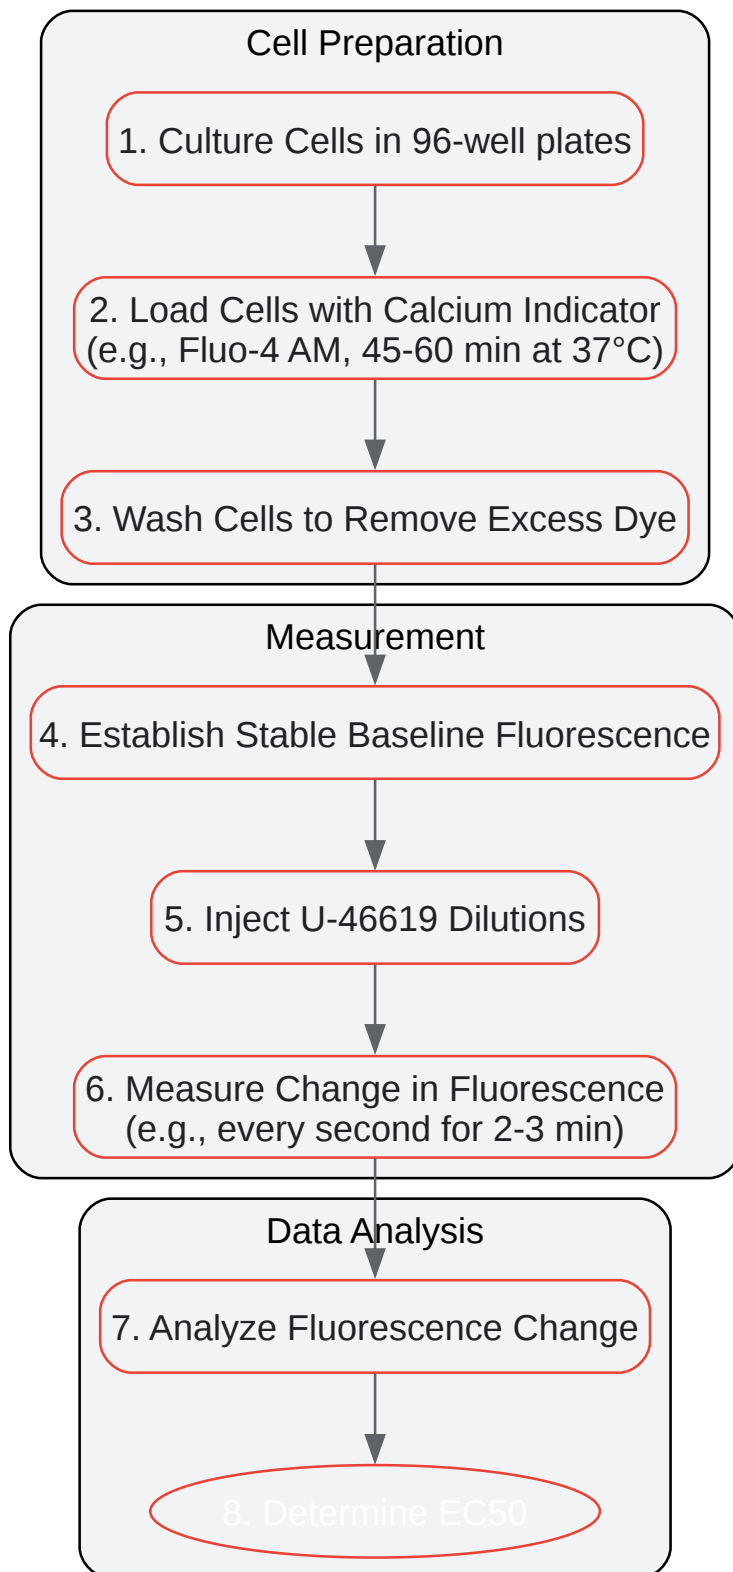 Cell Preparation
1. Culture Cells in 96-well plates
2. Load Cells with Calcium Indicator
(e.g., Fluo-4 AM, 45-60 min at 37°C)
3. Wash Cells to Remove Excess Dye
Measurement
4. Establish Stable Baseline Fluorescence
5. Inject U-46619 Dilutions
6. Measure Change in Fluorescence
(e.g., every second for 2-3 min)
Data Analysis
7. Analyze Fluorescence Change
8. Determine EC50